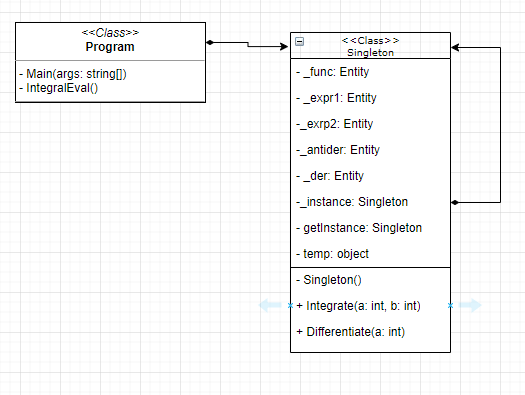 <<Class>>
Program
- Main(args: string[])
- IntegralEval()
<<Class>>
Singleton
- _func: Entity
- _expr1: Entity
-_exrp2: Entity
-_antider: Entity
- _der: Entity
-_instance: Singleton
- getInstance: Singleton
- temp: object
- Singleton()
+ Integrate(a: int, b: int)
+ Differentiate(a: int)